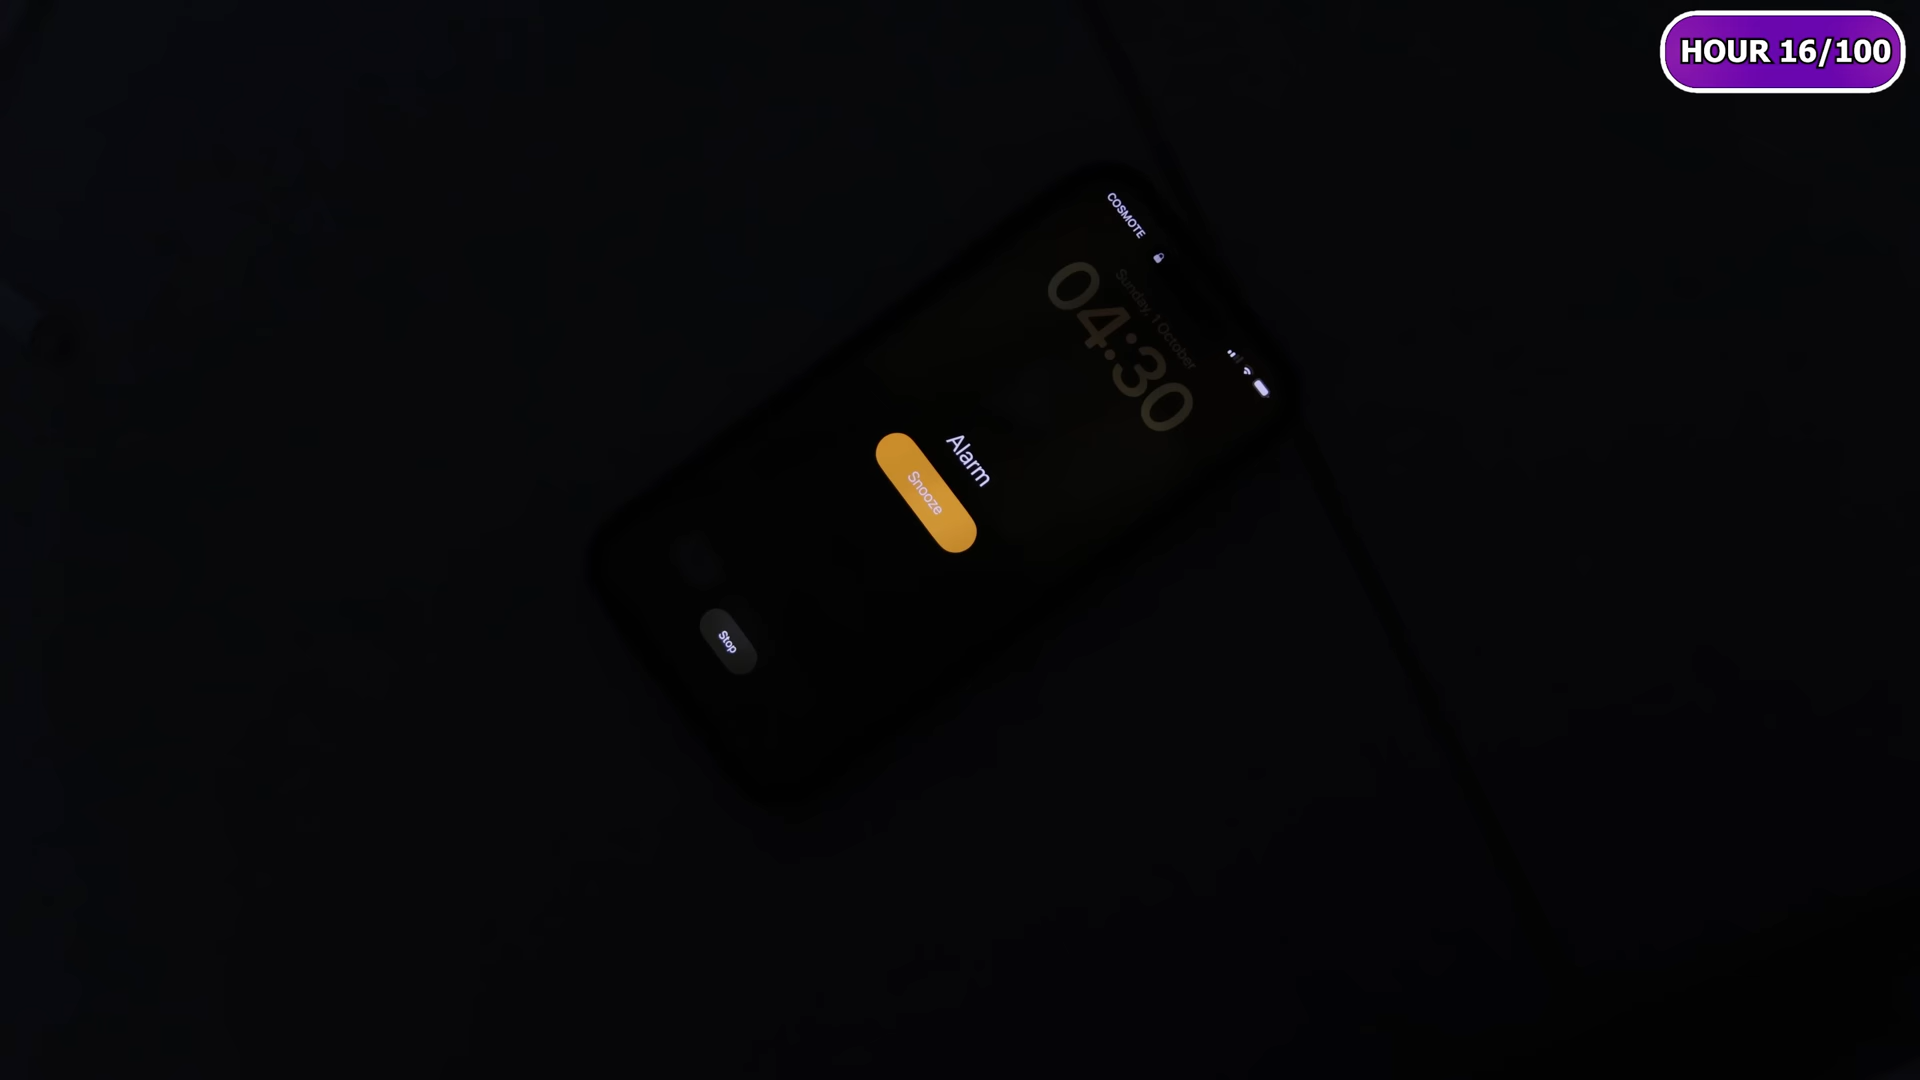 HOUR 16/100
COSMOTE
Sunday, 1 October
04:30
Alarm
Snooze
Stop